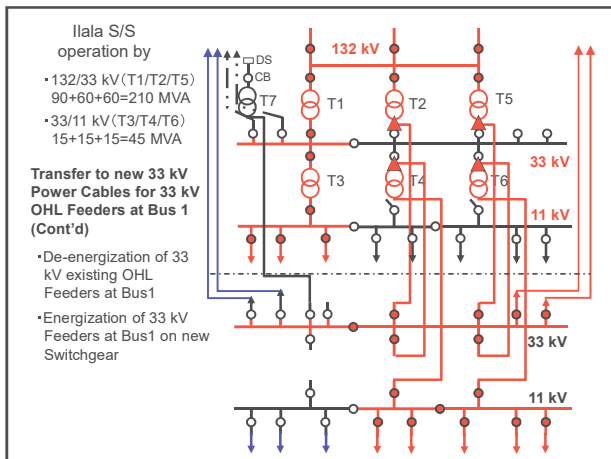 Ilala S/S
operation by
・132/33 kV（T1/T2/T5）
90+60+60=210 MVA
・33/11 kV（T3/T4/T6）
15+15+15=45 MVA
Transfer to new 33 kV
Power Cables for 33 kV
OHL Feeders at Bus 1
(Cont’d)
・De-energization of 33
kV existing OHL
Feeders at Bus1
・Energization of 33 kV
Feeders at Bus1 on new
Switchgear
132 kV
DS
CB
T7
T1
T2
T5
33 kV
T3
T4
T6
11 kV
33 kV
11 kV